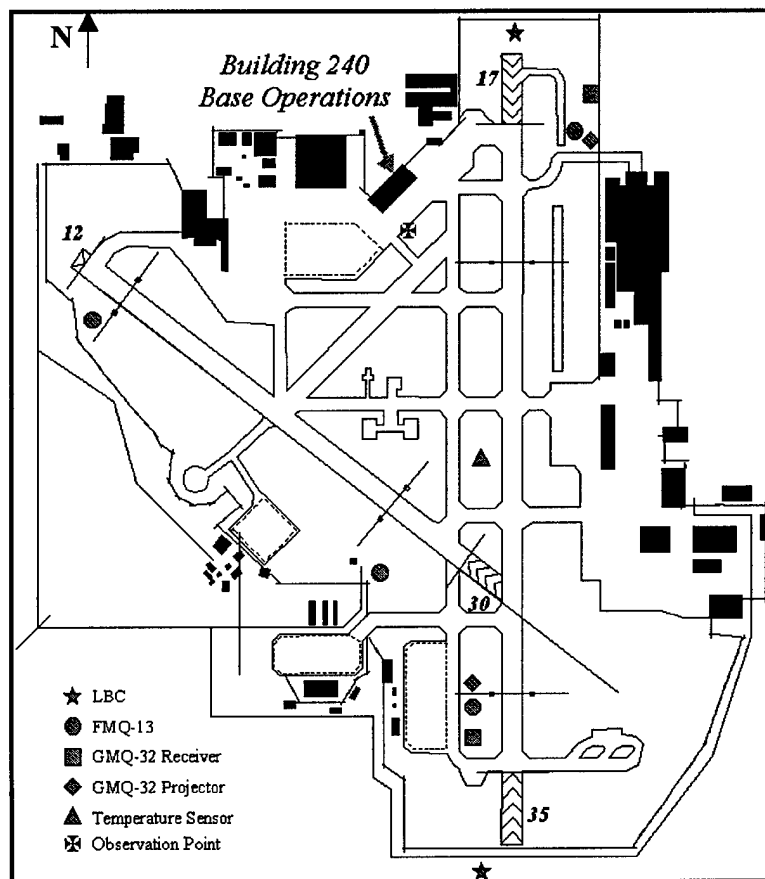 N
Building 240
Base Operations
17
12
30
35
LBC
FMQ-13
GMQ-32 Receiver
GMQ-32 Projector
Temperature Sensor
Observation Point